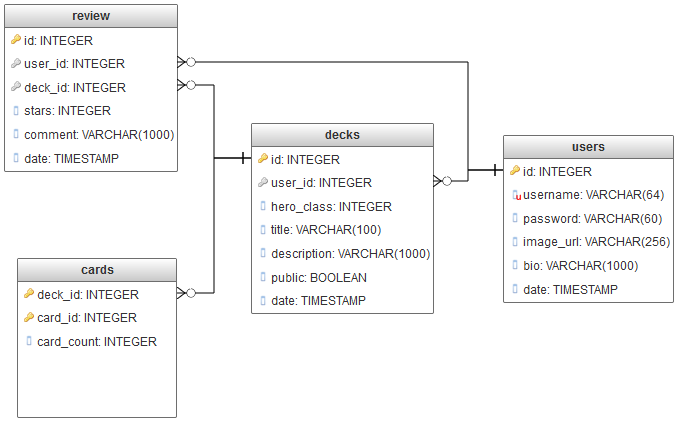 review
id: INTEGER
user_id: INTEGER
deck_id: INTEGER
stars: INTEGER
comment: VARCHAR(1000)
date: TIMESTAMP
decks
id: INTEGER
user_id: INTEGER
hero_class: INTEGER
title: VARCHAR(100)
description: VARCHAR(1000)
public: BOOLEAN
date: TIMESTAMP
users
id: INTEGER
username: VARCHAR(64)
password: VARCHAR(60)
image_url: VARCHAR(256)
bio: VARCHAR(1000)
date: TIMESTAMP
cards
deck_id: INTEGER
card_id: INTEGER
card_count: INTEGER